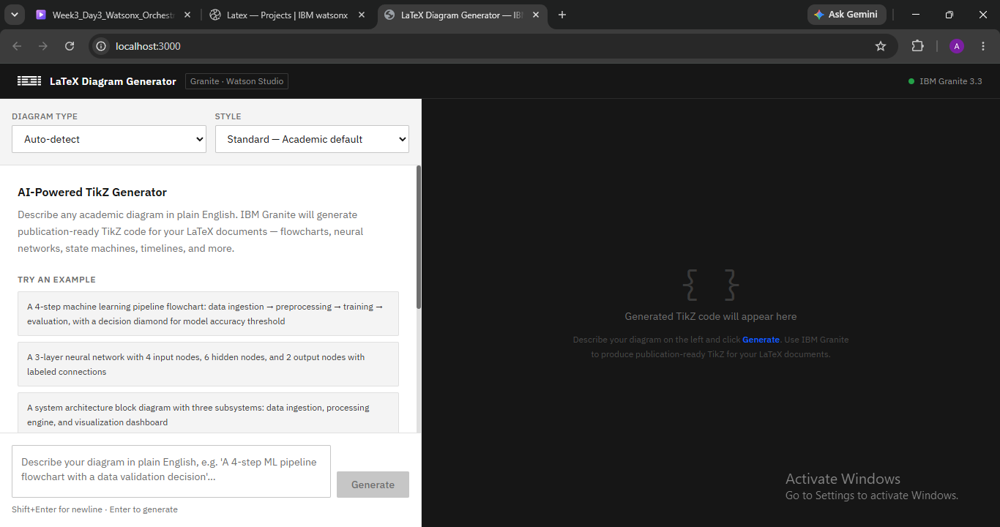 Week3_Day3_Watsonx_Orchestr
Latex — Projects | IBM watsonx
LaTeX Diagram Generator — IB
Ask Gemini
localhost:3000
A
IBM
LaTeX Diagram Generator
Granite · Watson Studio
IBM Granite 3.3
DIAGRAM TYPE
STYLE
Auto-detect
Standard — Academic default
AI-Powered TikZ Generator
Describe any academic diagram in plain English. IBM Granite will generate
publication-ready TikZ code for your LaTeX documents — flowcharts, neural
networks, state machines, timelines, and more.
TRY AN EXAMPLE
A 4-step machine learning pipeline flowchart: data ingestion → preprocessing → training →
evaluation, with a decision diamond for model accuracy threshold
A 3-layer neural network with 4 input nodes, 6 hidden nodes, and 2 output nodes with
labeled connections
A system architecture block diagram with three subsystems: data ingestion, processing
engine, and visualization dashboard
Describe your diagram in plain English, e.g. 'A 4-step ML pipeline
flowchart with a data validation decision'...
Generate
Shift+Enter for newline · Enter to generate
{ }
Generated TikZ code will appear here
Describe your diagram on the left and click Generate. Use IBM Granite
to produce publication-ready TikZ for your LaTeX documents.
Activate Windows
Go to Settings to activate Windows.